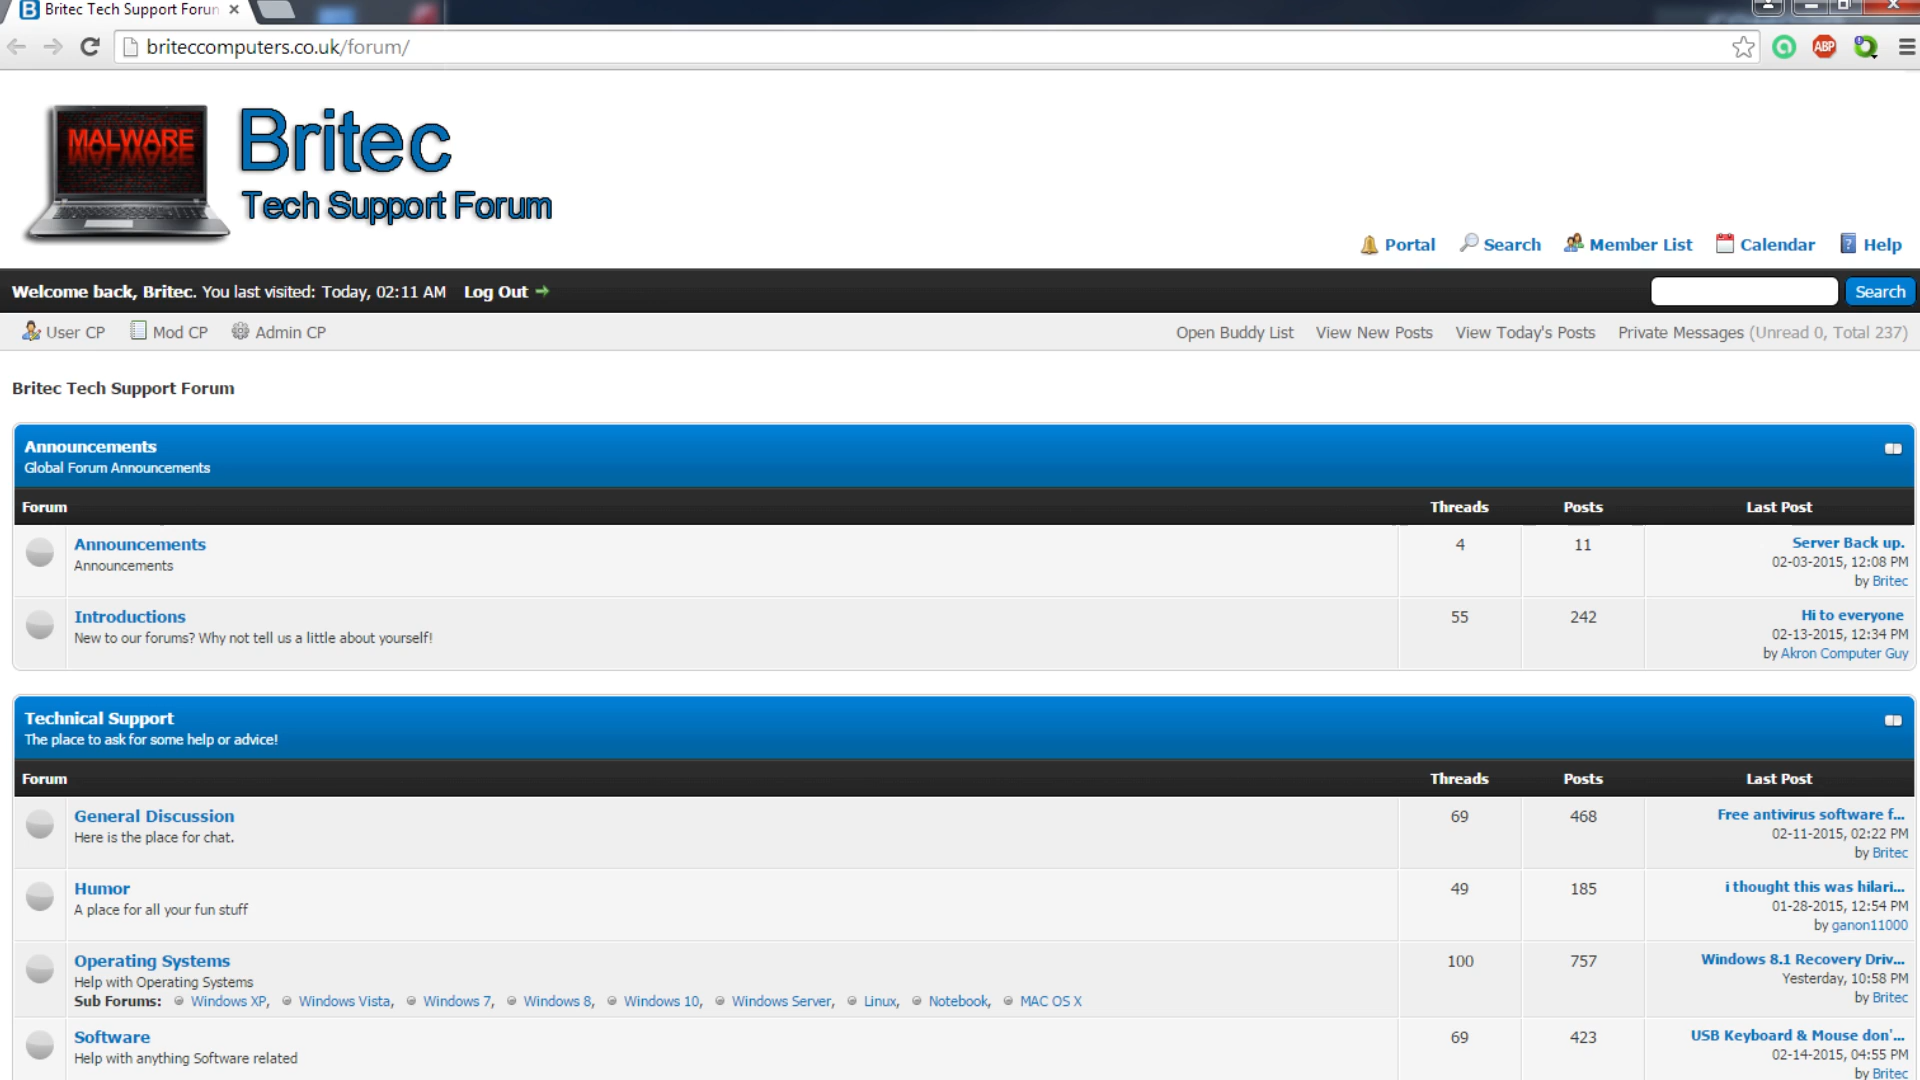 Britec Tech Support Forun
briteccomputers.co.uk/forum/
ABP
MALWARE
Britec
Tech Support Forum
Portal Search Member List Calendar Help
Welcome back, Britec. You last visited: Today, 02:11 AM Log Out
Search
User CP Mod CP Admin CP Open Buddy List View New Posts View Today's Posts Private Messages (Unread 0, Total 237)
Britec Tech Support Forum
Announcements
Global Forum Announcements
Forum Threads Posts Last Post
Announcements 4 11 Server Back up.
Announcements 02-03-2015, 12:08 PM
by Britec
Introductions 55 242 Hi to everyone
New to our forums? Why not tell us a little about yourself! 02-13-2015, 12:34 PM
by Akron Computer Guy
Technical Support
The place to ask for some help or advice!
Forum Threads Posts Last Post
General Discussion 69 468 Free antivirus software f...
Here is the place for chat. 02-11-2015, 02:22 PM
by Britec
Humor 49 185 i thought this was hilari...
A place for all your fun stuff 01-28-2015, 12:54 PM
by ganon11000
Operating Systems 100 757 Windows 8.1 Recovery Driv...
Help with Operating Systems Yesterday, 10:58 PM
Sub Forums: Windows XP, Windows Vista, Windows 7, Windows 8, Windows 10, Windows Server, Linux, Notebook, MAC OS X by Britec
Software 69 423 USB Keyboard & Mouse don'...
Help with anything Software related 02-14-2015, 04:55 PM
by Britec